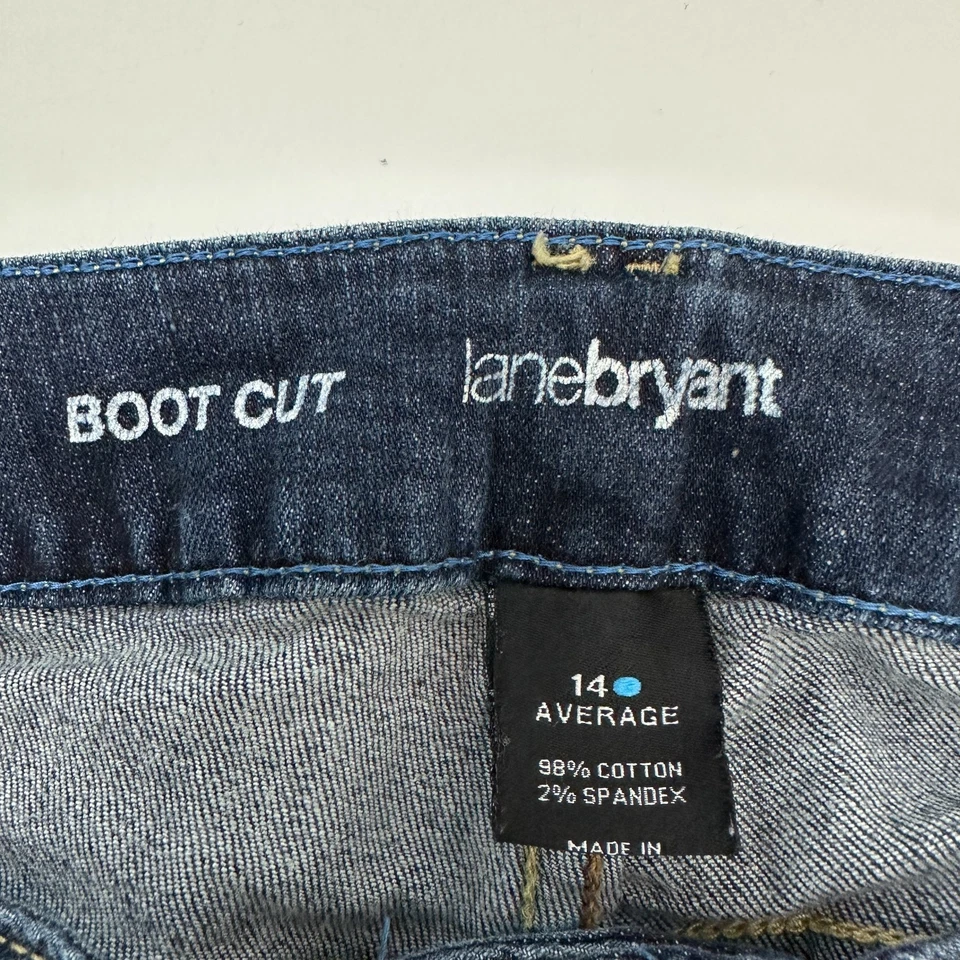 BOOT CUT
lanebryant
14
AVERAGE
98% COTTON
2% SPANDEX
MADE IN